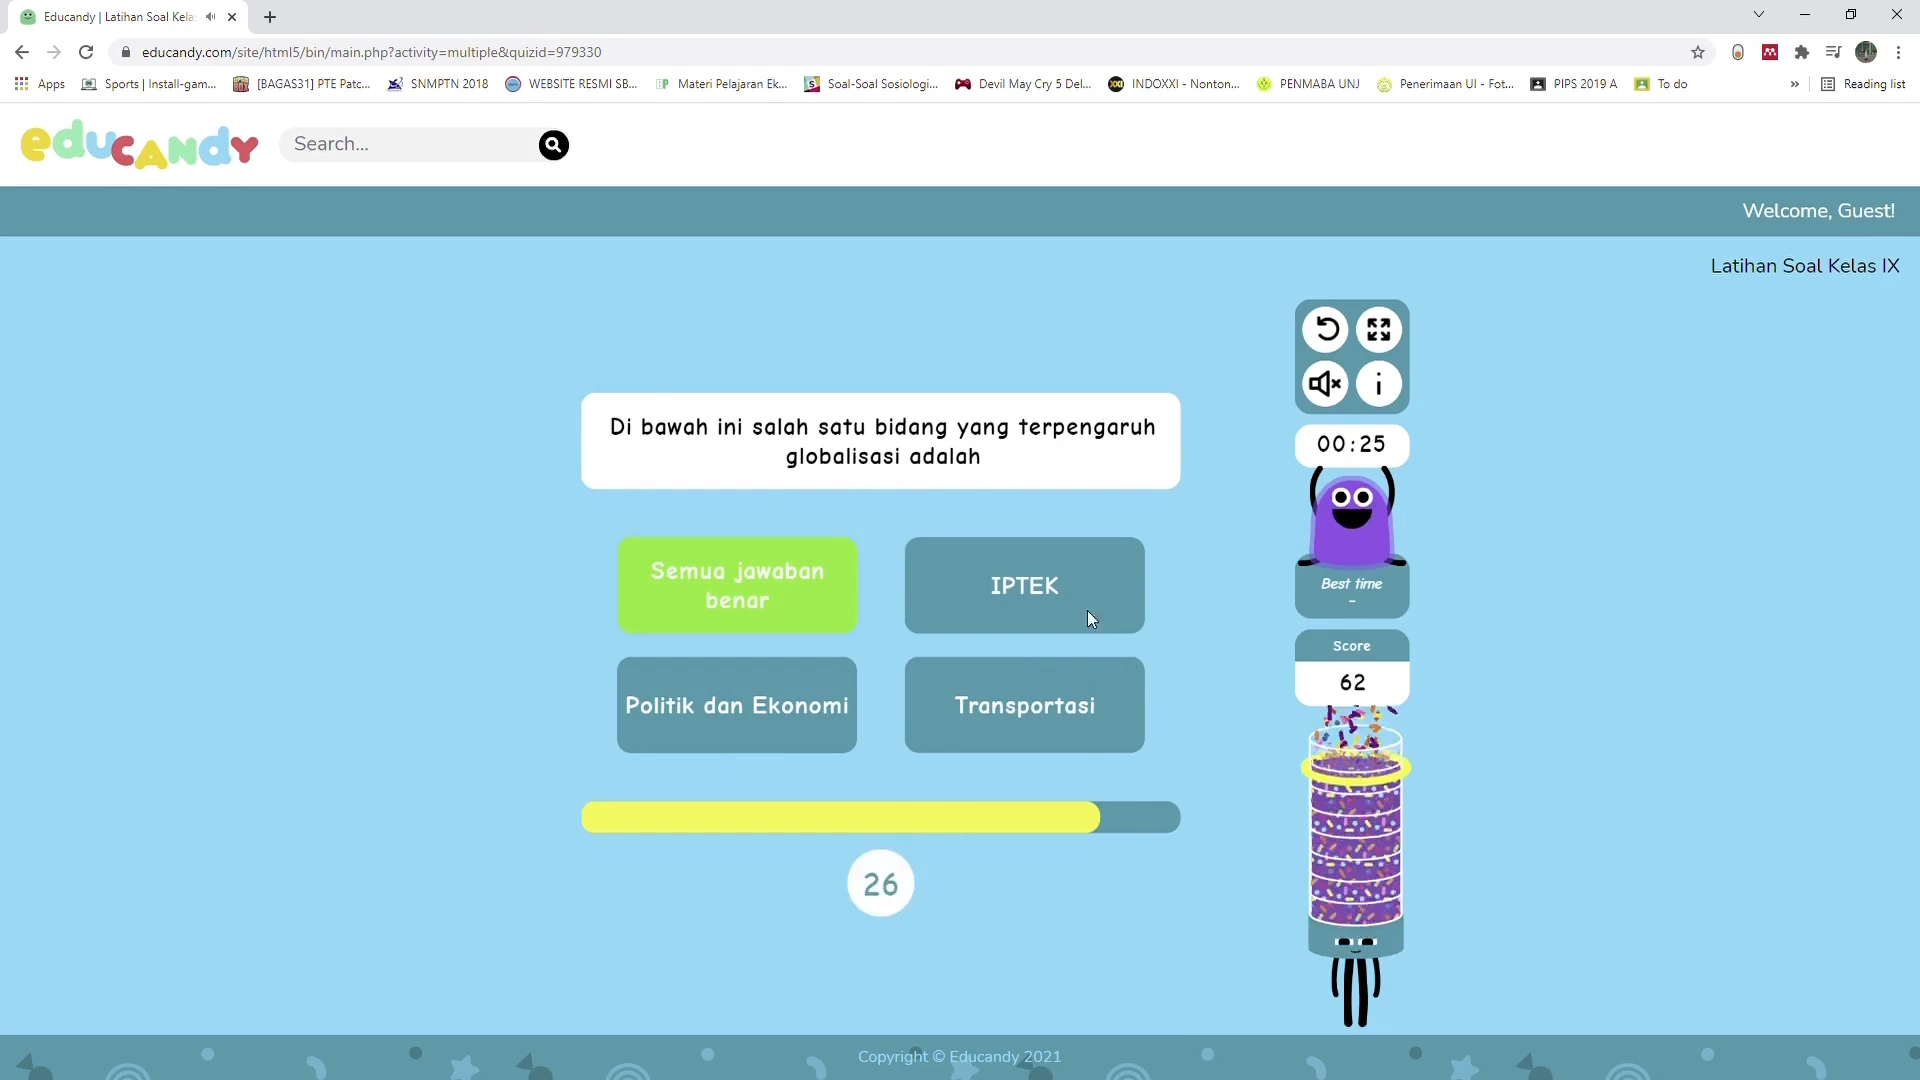 Educandy | Latihan Soal Kela
educandy.com/site/html5/bin/main.php?activity=multiple&quizid=979330
Apps
Sports | Install-gam...
[BAGAS31] PTE Patc...
SNMPTN 2018
WEBSITE RESMI SB...
Materi Pelajaran Ek...
Soal-Soal Sosiologi...
Devil May Cry 5 Del...
INDOXXI - Nonton...
PENMABA UNJ
Penerimaan UI - Fot...
PIPS 2019 A
To do
»
Reading list
educandy
Search...
Welcome, Guest!
Latihan Soal Kelas IX
Di bawah ini salah satu bidang yang terpengaruh
globalisasi adalah
Semua jawaban
benar
IPTEK
Politik dan Ekonomi
Transportasi
26
i
00:25
Best time
-
Score
62
Copyright © Educandy 2021